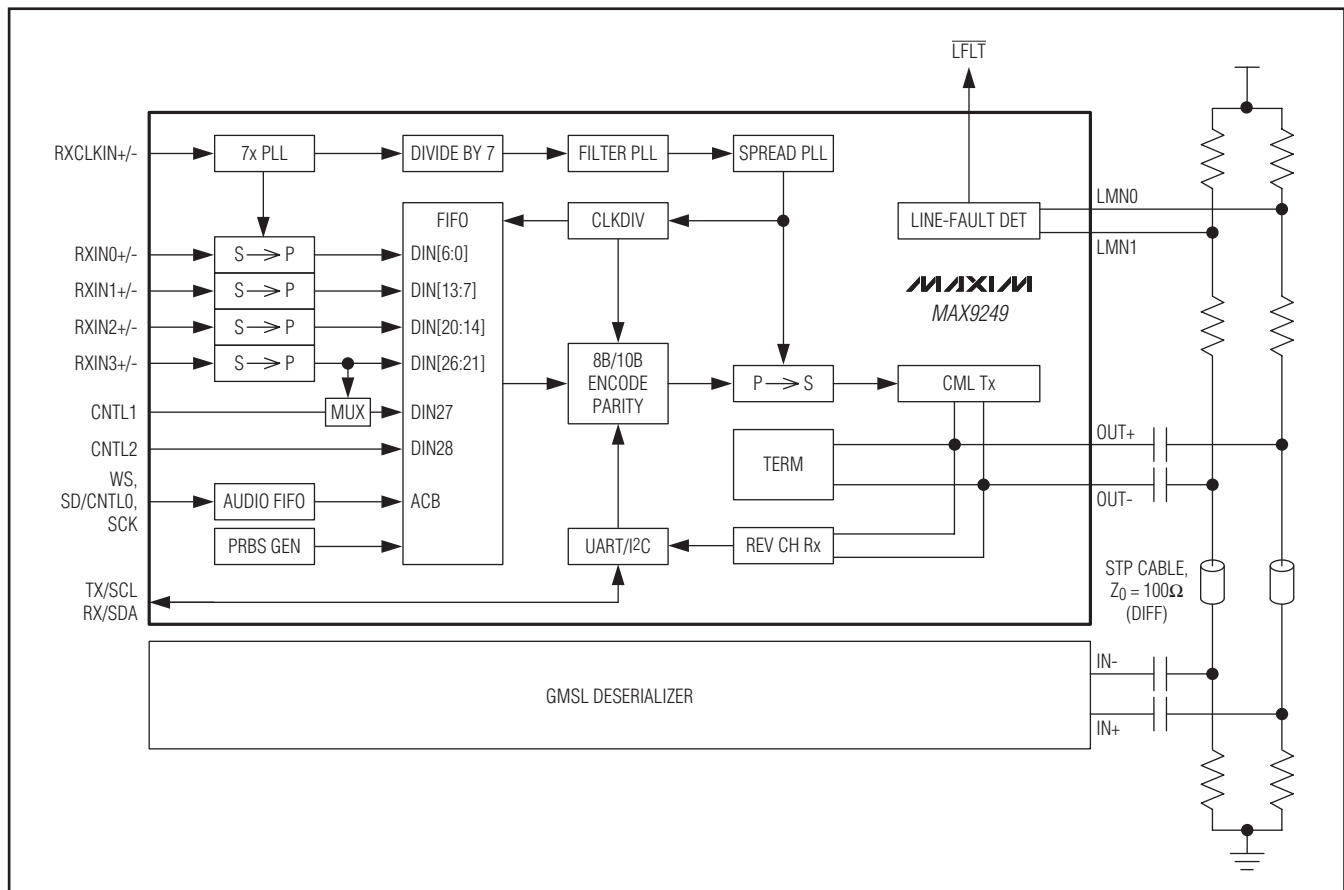 LFLT
RXCLKIN+/-
7x PLL
DIVIDE BY 7
FILTER PLL
SPREAD PLL
LMN0
LINE-FAULT DET
LMN1
FIFO
CLKDIV
RXIN0+/-
S P
DIN[6:0]
RXIN1+/-
S P
DIN[13:7]
RXIN2+/-
S P
DIN[20:14]
RXIN3+/-
S P
DIN[26:21]
MAXIM
MAX9249
8B/10B
ENCODE
PARITY
P S
CML Tx
CNTL1
MUX
DIN27
CNTL2
DIN28
TERM
OUT+
OUT-
WS,
SD/CNTL0,
SCK
AUDIO FIFO
ACB
PRBS GEN
UART/I2C
REV CH Rx
TX/SCL
RX/SDA
STP CABLE,
Z0 = 100Ω
(DIFF)
GMSL DESERIALIZER
IN-
IN+